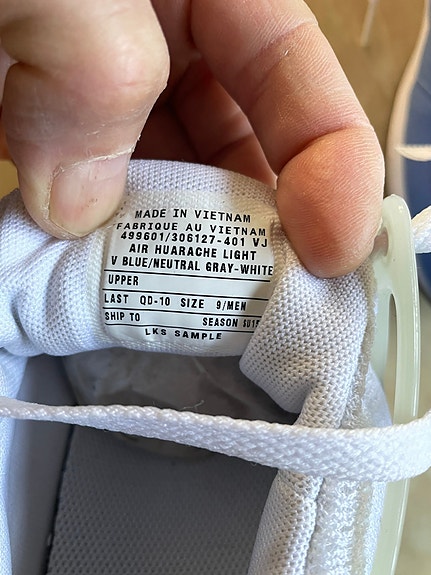 MADE IN VIETNAM
FABRIQUE AU VIETNAM
499601/306127-401 VJ
AIR HUARACHE LIGHT
V BLUE/NEUTRAL GRAY-WHITE
UPPER
LAST QD-10 SIZE 9/MEN
SHIP TO SEASON SU15
LKS SAMPLE